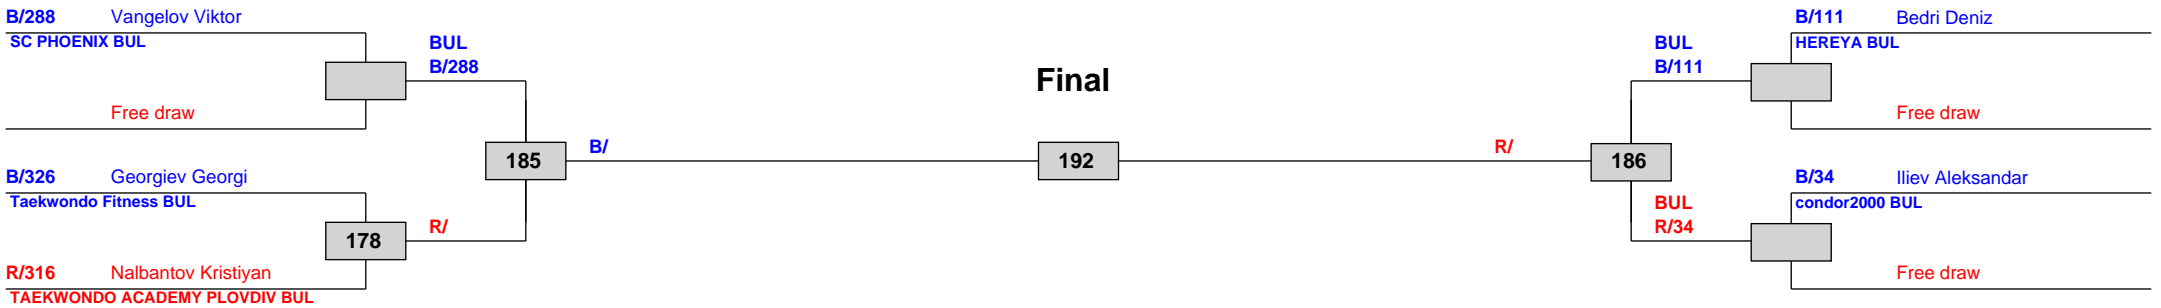 B/288 Vangelov Viktor
SC PHOENIX BUL
Free draw
BUL
B/288
B/326 Georgiev Georgi
Taekwondo Fitness BUL
178
R/316 Nalbantov Kristiyan
TAEKWONDO ACADEMY PLOVDIV BUL
R/
185
B/
Final
192
R/
186
BUL
B/111
BUL
R/34
B/111 Bedri Deniz
HEREYA BUL
Free draw
B/34 Iliev Aleksandar
condor2000 BUL
Free draw